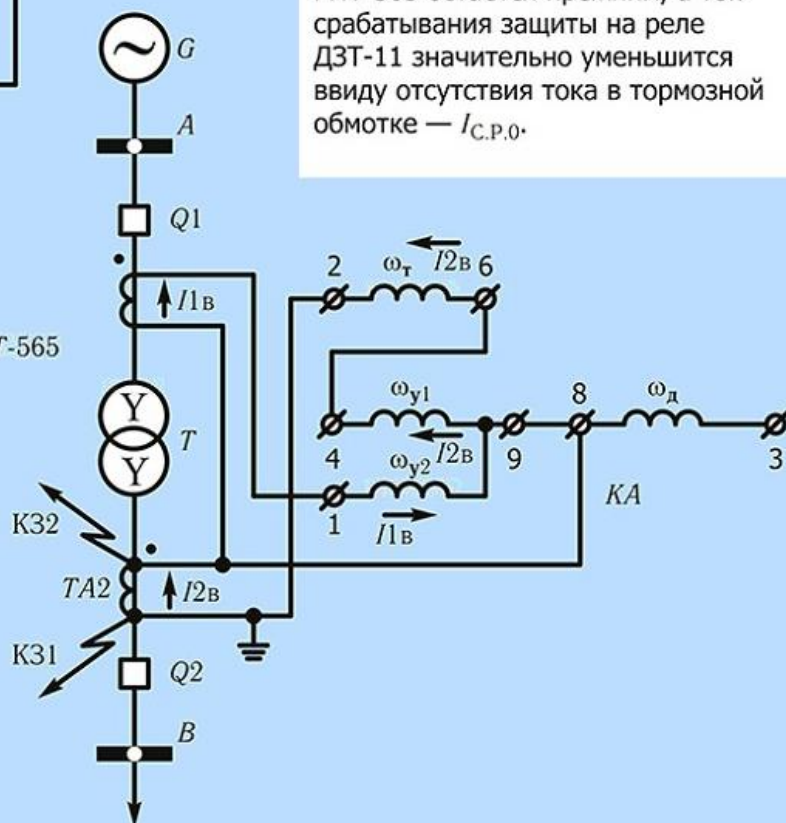 срабатывания защиты на реле
ДЗТ-11 значительно уменьшится
ввиду отсутствия тока в тормозной
обмотке — IС.Р.0.
G
A
Q1
I1в
Т-565
Y
Y
T
К32
TA2
I2в
К31
Q2
B
2
ωт
I2в
6
ωу1
8
ωд
4
I2в
9
3
ωу2
1
I1в
KA